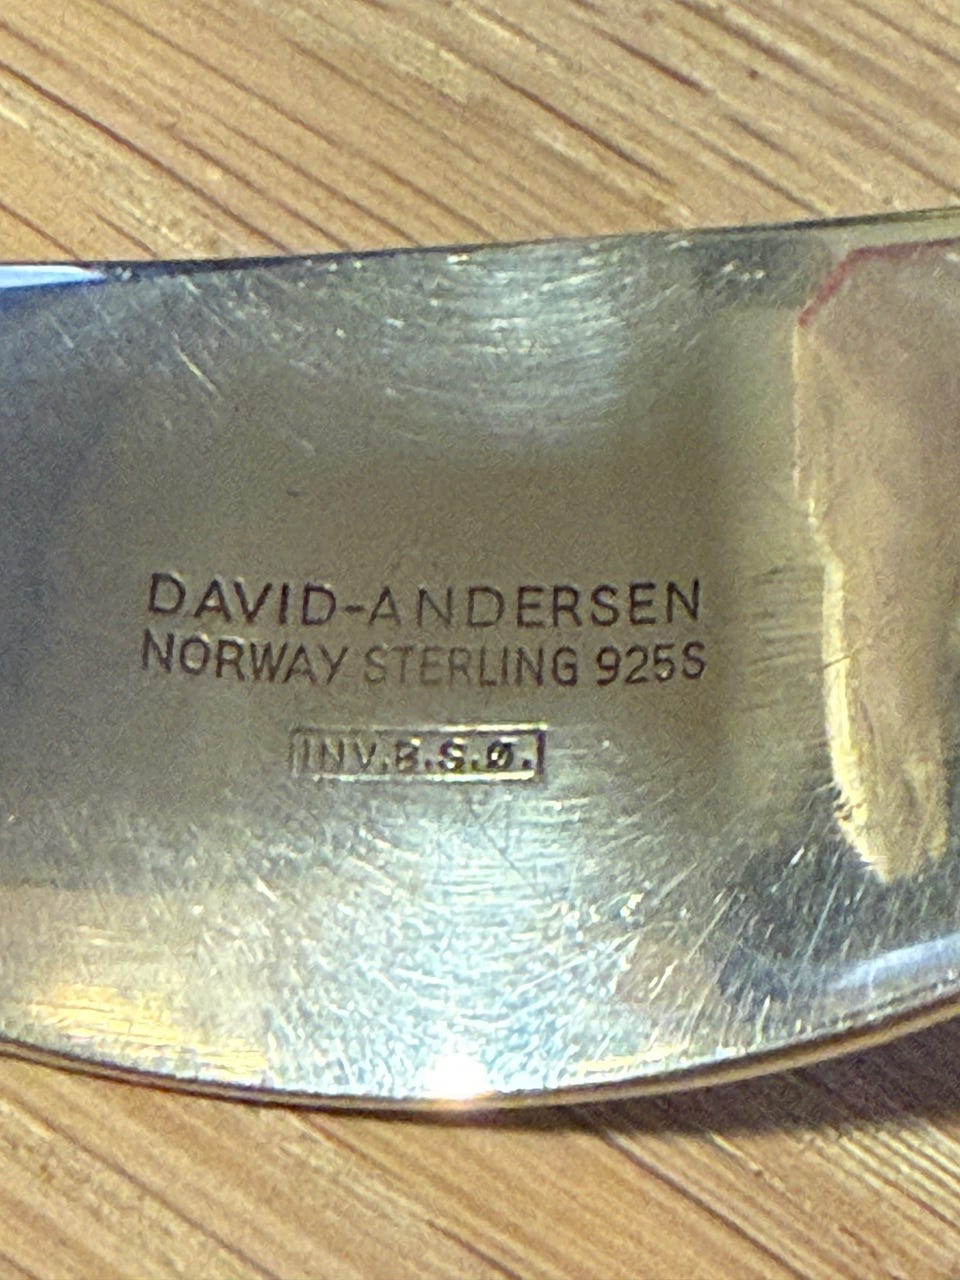 DAVID-ANDERSEN
NORWAY STERLING 925S
INV.B.S.Ø.